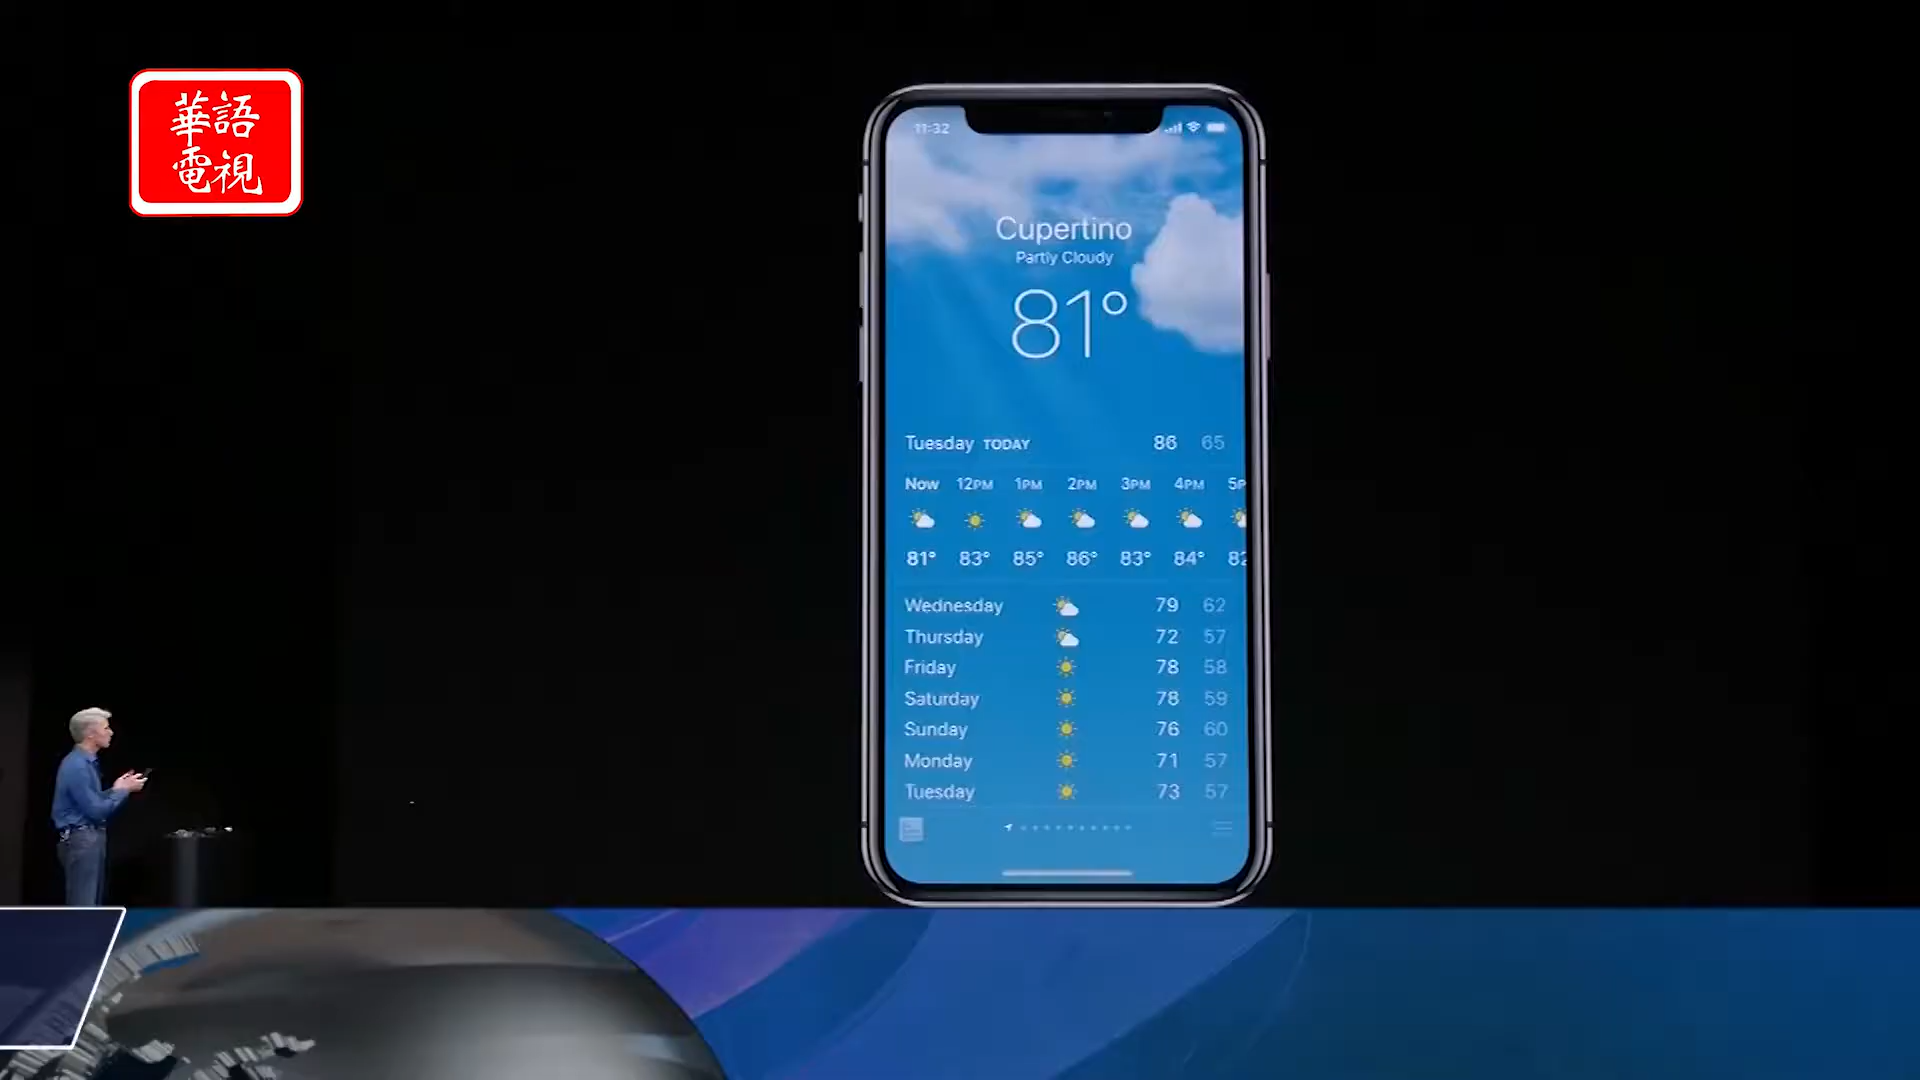 華語
電視
11:32
Cupertino
Partly Cloudy
81°
Tuesday TODAY 86 65
Now 12PM 1PM 2PM 3PM 4PM 5P
81° 83° 85° 86° 83° 84° 82
Wednesday 79 62
Thursday 72 57
Friday 78 58
Saturday 78 59
Sunday 76 60
Monday 71 57
Tuesday 73 57